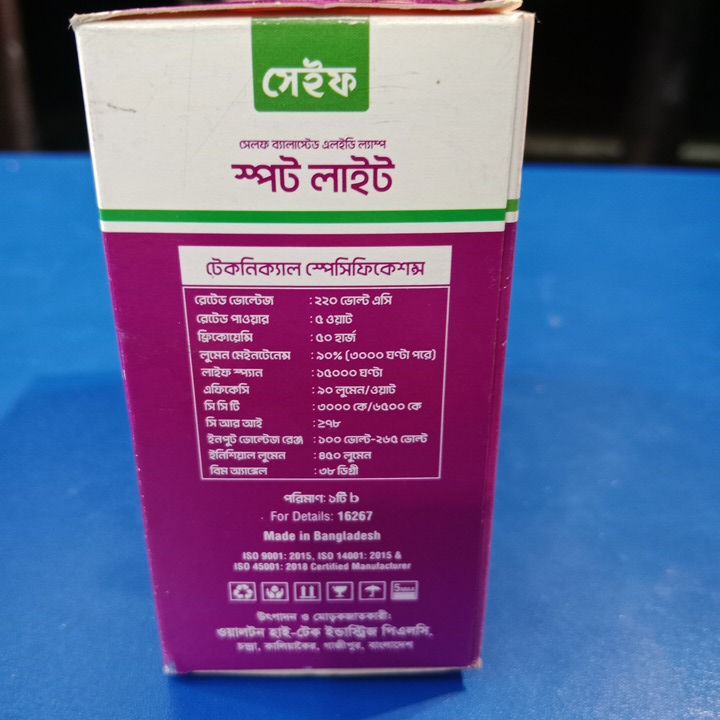 সেইফ
সেলফ ব্যালাস্টেড এলইডি ল্যাম্প
স্পট লাইট
টেকনিক্যাল স্পেসিফিকেশন্স
রেটেড ভোল্টেজ : ২২০ ভোল্ট এসি
রেটেড পাওয়ার : ৫ ওয়াট
ফ্রিকোয়েন্সি : ৫০ হার্জ
লুমেন মেইনটেনেন্স : ৯০% (৩০০০ ঘণ্টা পরে)
লাইফ স্প্যান : ১৫০০০ ঘণ্টা
এফিকেসি : ৯০ লুমেন/ওয়াট
সি সি টি : ৩০০০ কে/৬৫০০ কে
সি আর আই : ≥৭৮
ইনপুট ভোল্টেজ রেঞ্জ : ১০০ ভোল্ট-২৬৫ ভোল্ট
ইনিশিয়াল লুমেন : ৪৫০ লুমেন
বিম অ্যাঙ্গেল : ৩৮ ডিগ্রী
পরিমাণ: ১টি b
For Details: 16267
Made in Bangladesh
ISO 9001: 2015, ISO 14001: 2015 &
ISO 45001: 2018 Certified Manufacturer
উৎপাদন ও মোড়কজাতকারী:
ওয়ালটন হাই-টেক ইন্ডাস্ট্রিজ পিএলসি.
চন্দ্রা, কালিয়াকৈর, গাজীপুর, বাংলাদেশ